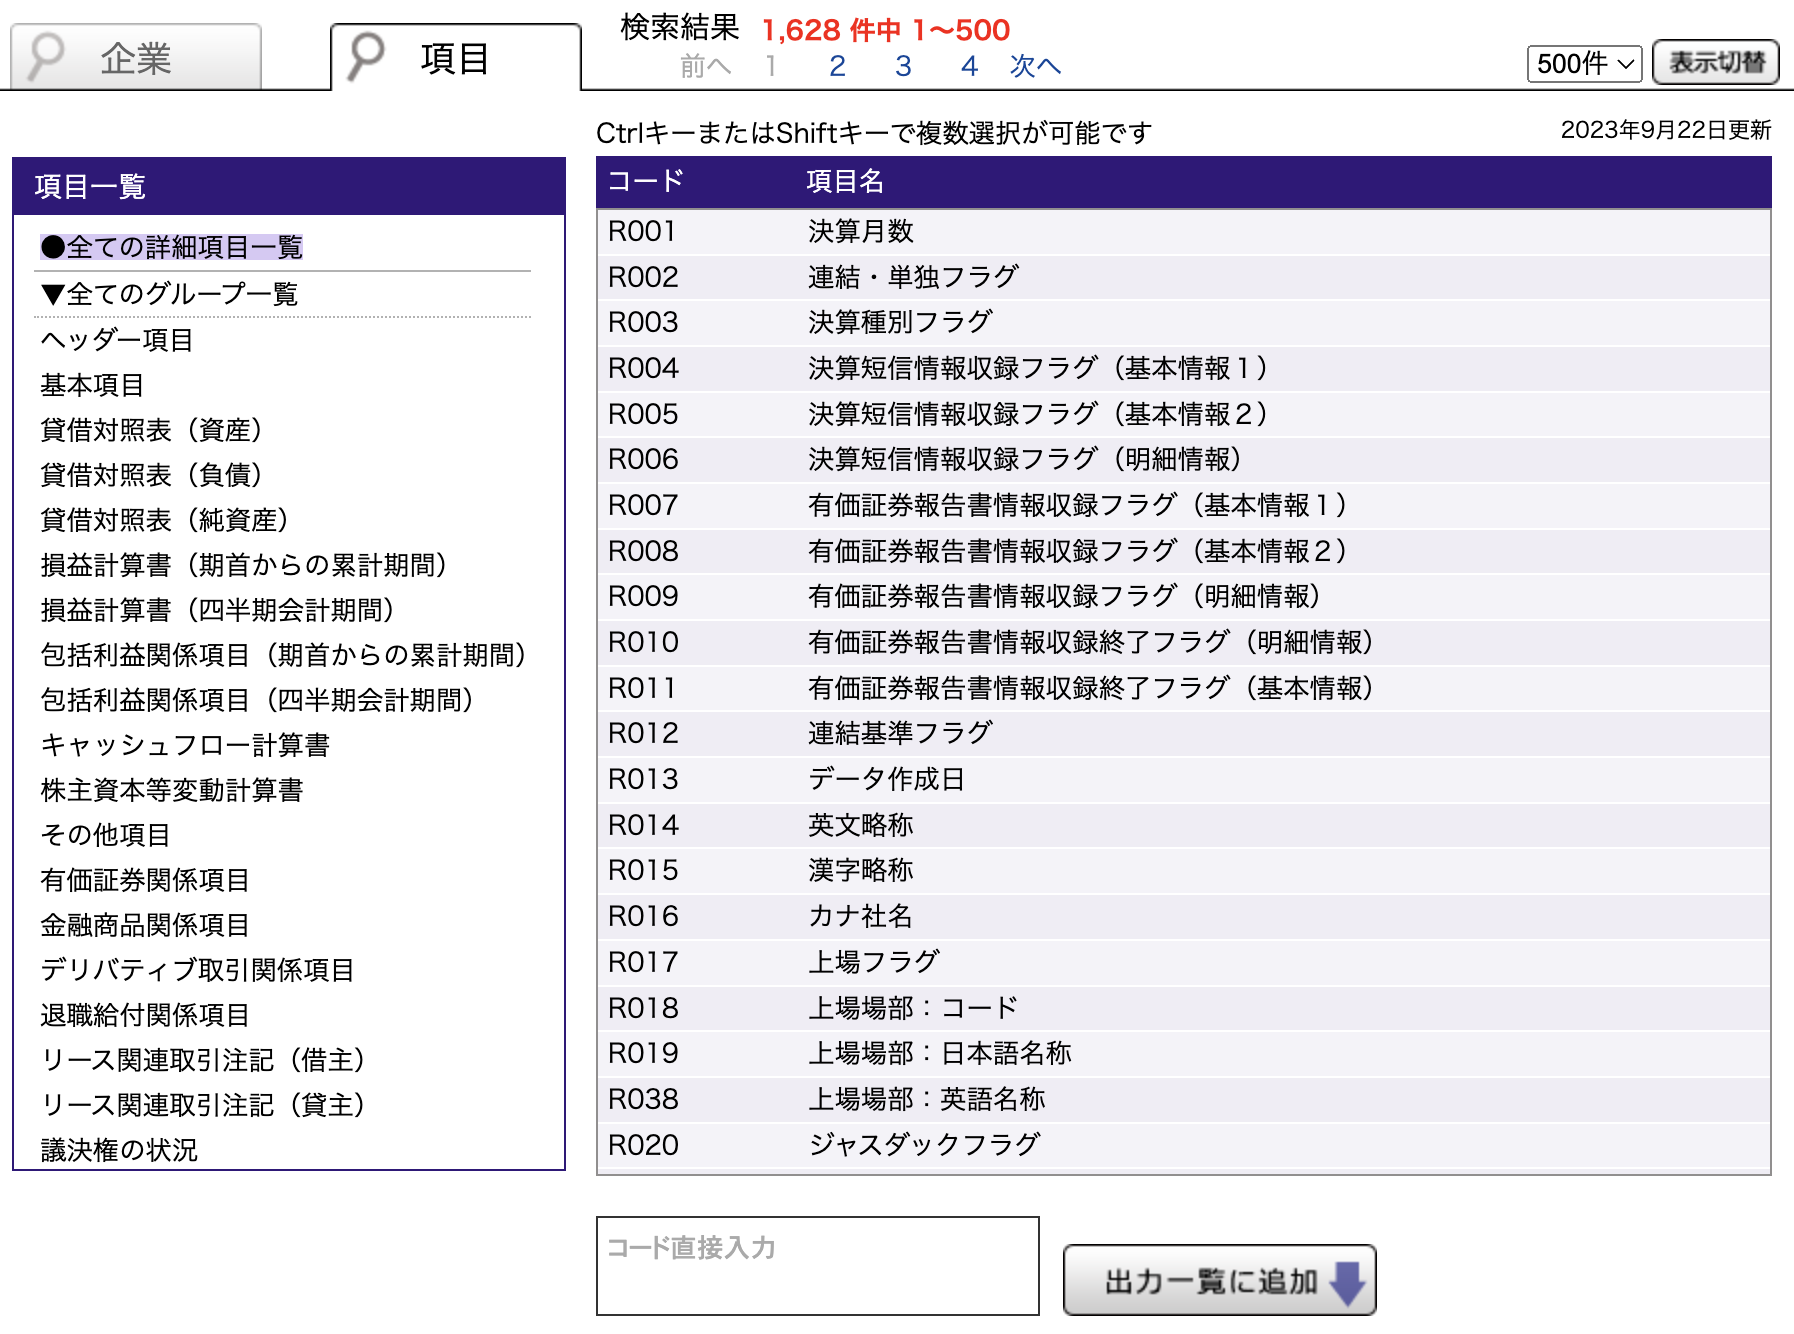 企業
項目
検索結果 1,628 件中 1～500
前へ 1 2 3 4 次へ
500件
表示切替
CtrlキーまたはShiftキーで複数選択が可能です
2023年9月22日更新
項目一覧
●全ての詳細項目一覧
▼全てのグループ一覧
ヘッダー項目
基本項目
貸借対照表（資産）
貸借対照表（負債）
貸借対照表（純資産）
損益計算書（期首からの累計期間）
損益計算書（四半期会計期間）
包括利益関係項目（期首からの累計期間）
包括利益関係項目（四半期会計期間）
キャッシュフロー計算書
株主資本等変動計算書
その他項目
有価証券関係項目
金融商品関係項目
デリバティブ取引関係項目
退職給付関係項目
リース関連取引注記（借主）
リース関連取引注記（貸主）
議決権の状況
コード 項目名
R001 決算月数
R002 連結・単独フラグ
R003 決算種別フラグ
R004 決算短信情報収録フラグ（基本情報１）
R005 決算短信情報収録フラグ（基本情報２）
R006 決算短信情報収録フラグ（明細情報）
R007 有価証券報告書情報収録フラグ（基本情報１）
R008 有価証券報告書情報収録フラグ（基本情報２）
R009 有価証券報告書情報収録フラグ（明細情報）
R010 有価証券報告書情報収録終了フラグ（明細情報）
R011 有価証券報告書情報収録終了フラグ（基本情報）
R012 連結基準フラグ
R013 データ作成日
R014 英文略称
R015 漢字略称
R016 カナ社名
R017 上場フラグ
R018 上場場部：コード
R019 上場場部：日本語名称
R038 上場場部：英語名称
R020 ジャスダックフラグ
コード直接入力
出力一覧に追加